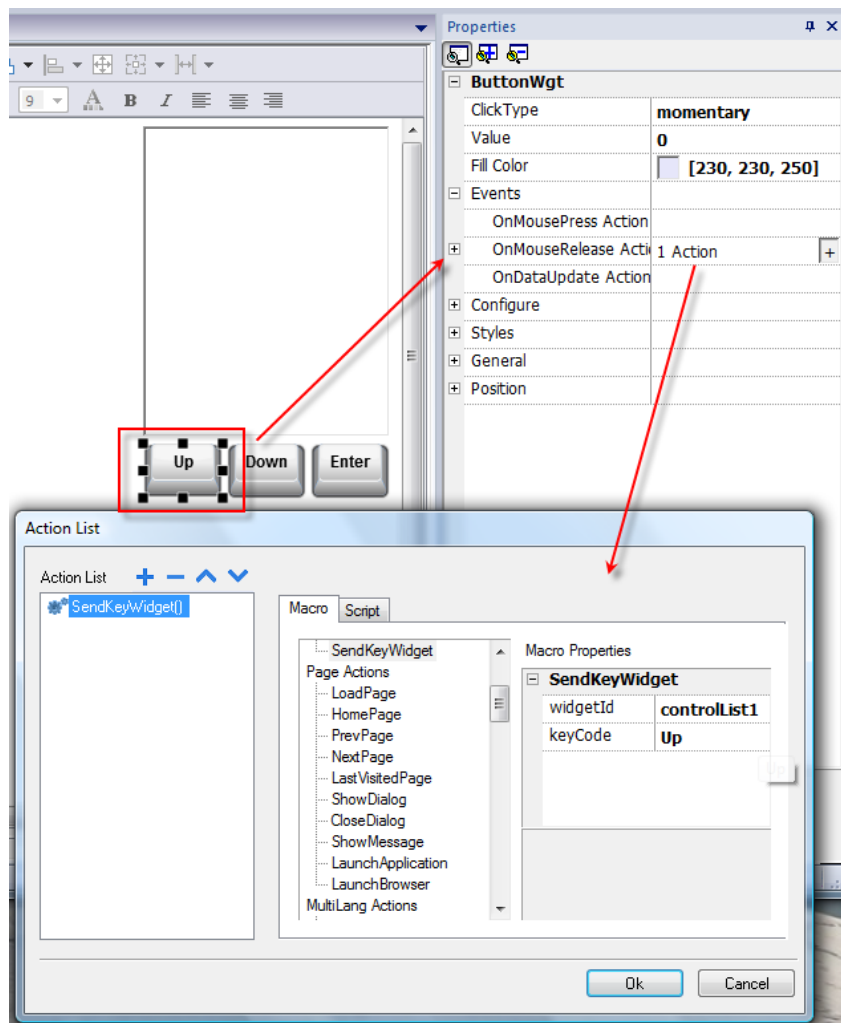 Properties
ButtonWgt
ClickType momentary
Value 0
Fill Color [230, 230, 250]
Events
OnMousePress Action
OnMouseRelease Acti 1 Action +
OnDataUpdate Action
Configure
Styles
General
Position
9 A B I
Up Down Enter
Action List
Action List
SendKeyWidget()
Macro Script
SendKeyWidget
Page Actions
LoadPage
HomePage
PrevPage
NextPage
LastVisitedPage
ShowDialog
CloseDialog
ShowMessage
LaunchApplication
LaunchBrowser
MultiLang Actions
Macro Properties
SendKeyWidget
widgetId controlList1
keyCode Up
Up
Ok Cancel